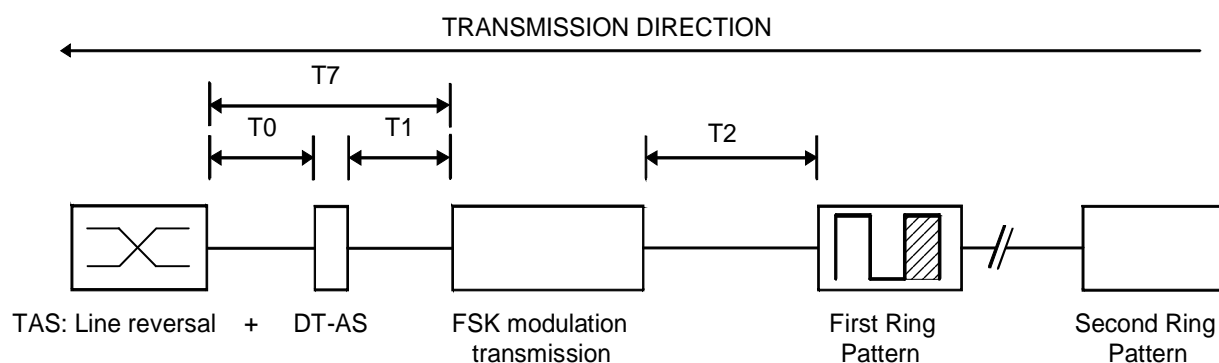 TRANSMISSION DIRECTION
T7
T0 T1 T2
TAS: Line reversal + DT-AS FSK modulation transmission First Ring Pattern Second Ring Pattern